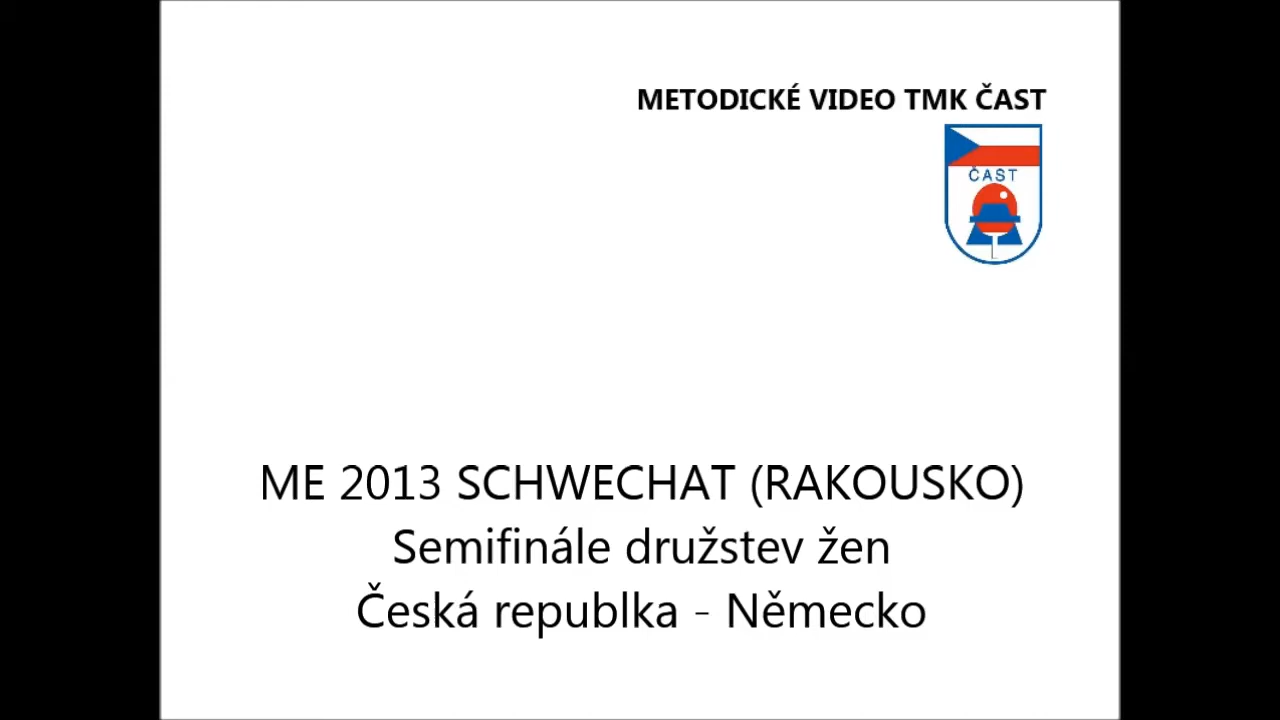 METODICKÉ VIDEO TMK ČAST
ČAST
ME 2013 SCHWECHAT (RAKOUSKO)
Semifinále družstev žen
Česká republka - Německo